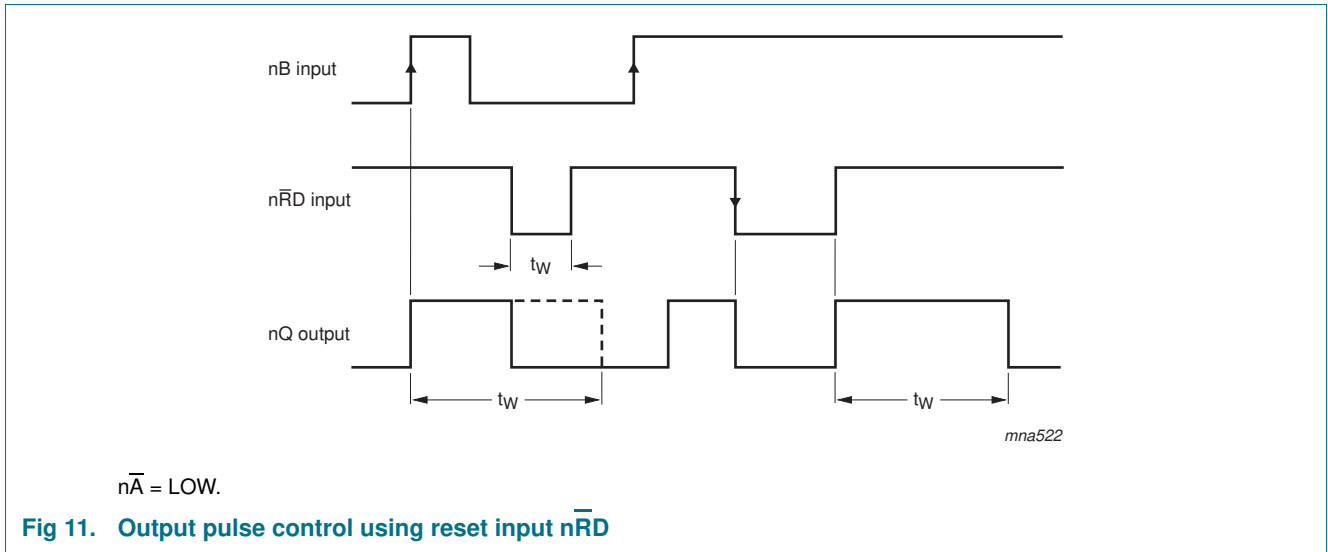 nB input
nR̅D input
tW
nQ output
tW
tW
mna522
nA̅ = LOW.
Fig 11. Output pulse control using reset input nR̅D